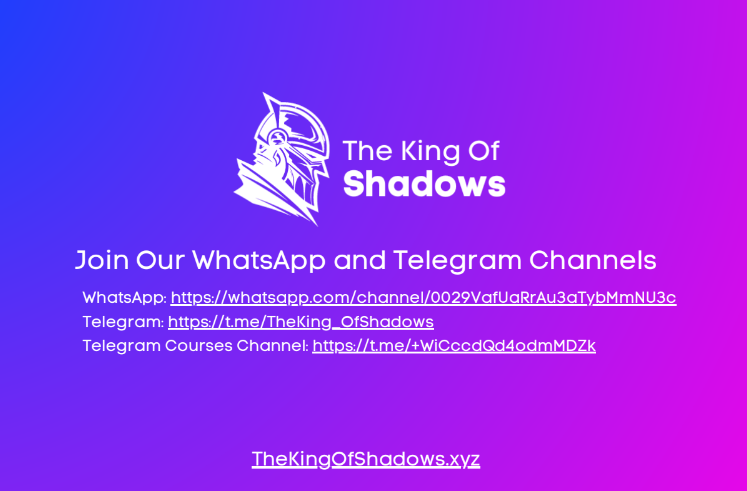 The King Of
Shadows
Join Our WhatsApp and Telegram Channels
WhatsApp: https://whatsapp.com/channel/0029VafUaRrAu3aTybMmNU3c
Telegram: https://t.me/TheKing_OfShadows
Telegram Courses Channel: https://t.me/+WiCccdQd4odmMDZk
TheKingOfShadows.xyz